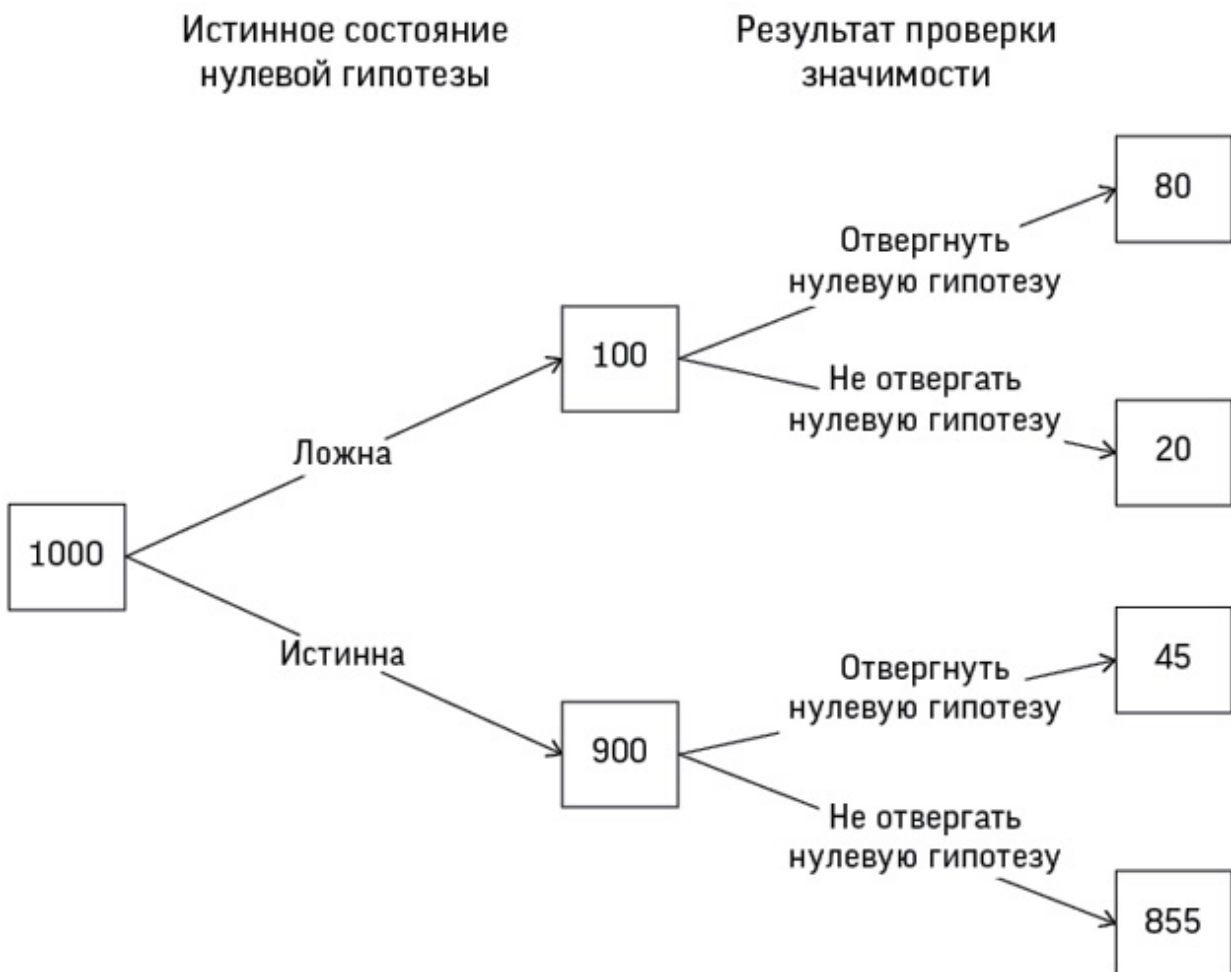 Истинное состояние
нулевой гипотезы
Результат проверки
значимости
80
Отвергнуть
нулевую гипотезу
100
Не отвергать
нулевую гипотезу
20
Ложна
1000
Истинна
45
Отвергнуть
нулевую гипотезу
900
Не отвергать
нулевую гипотезу
855